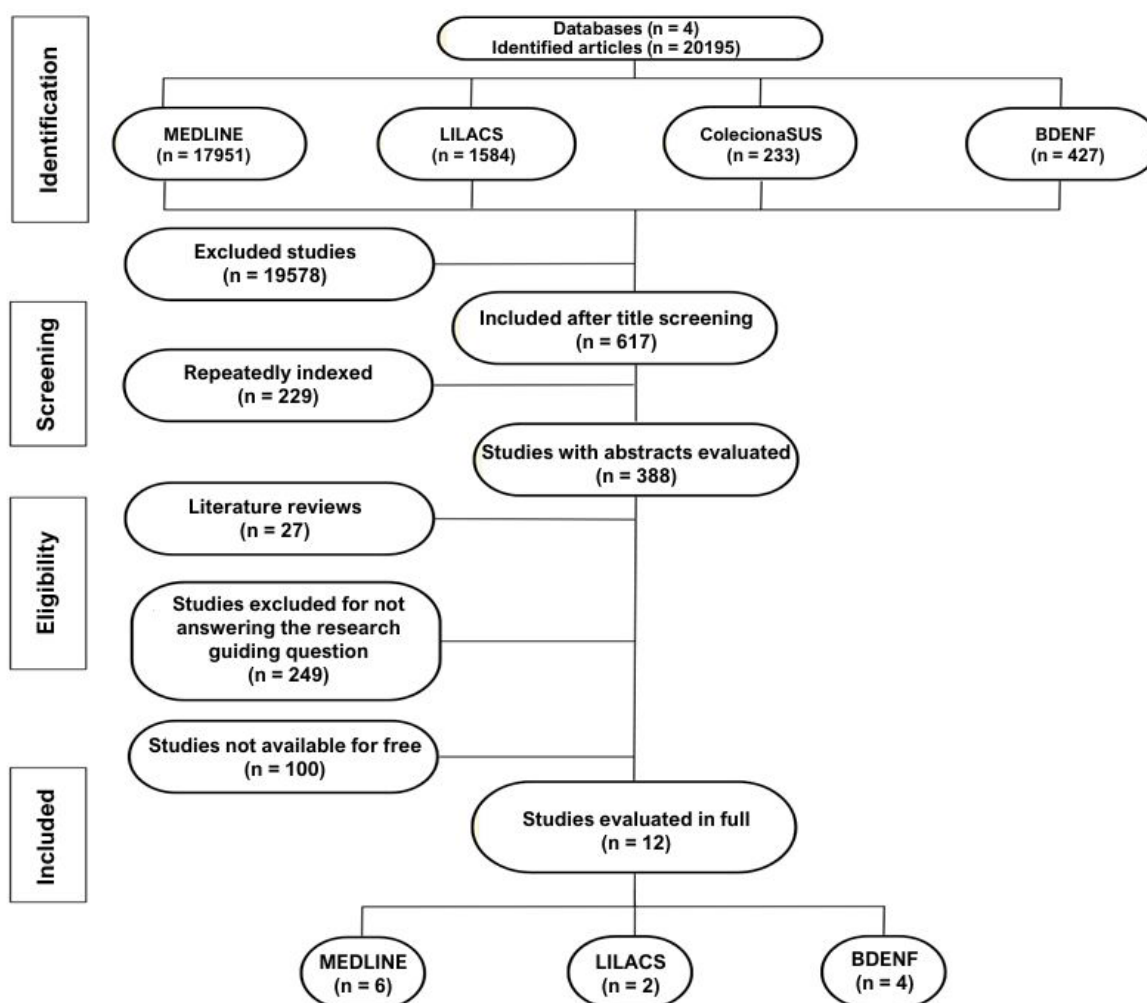 Identification
Databases (n = 4)
Identified articles (n = 20195)
MEDLINE
(n = 17951)
LILACS
(n = 1584)
ColecionaSUS
(n = 233)
BDENF
(n = 427)
Excluded studies
(n = 19578)
Screening
Included after title screening
(n = 617)
Repeatedly indexed
(n = 229)
Studies with abstracts evaluated
(n = 388)
Eligibility
Literature reviews
(n = 27)
Studies excluded for not
answering the research
guiding question
(n = 249)
Studies not available for free
(n = 100)
Included
Studies evaluated in full
(n = 12)
MEDLINE
(n = 6)
LILACS
(n = 2)
BDENF
(n = 4)